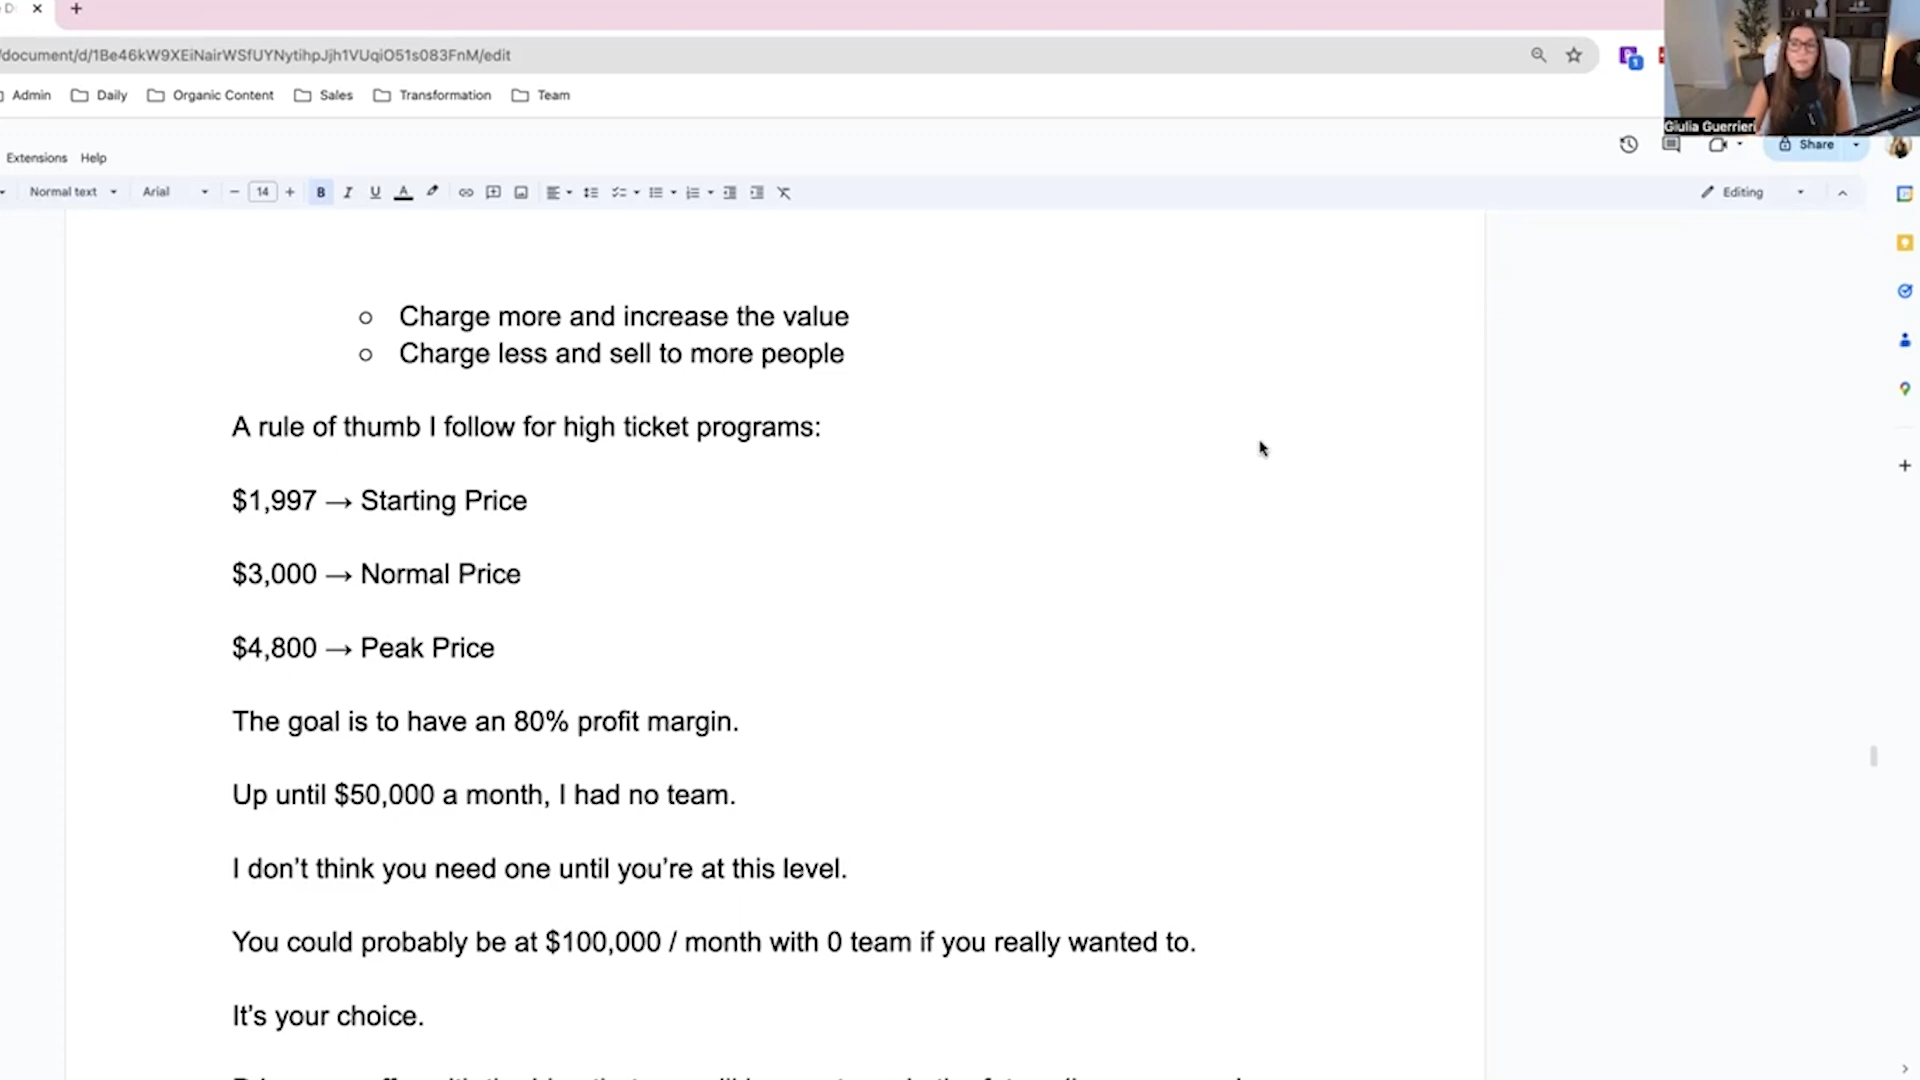 /document/d/1Be46kW9XEiNairWSfUYNytihpJjh1VUqiO51s083FnM/edit
1
Admin Daily Organic Content Sales Transformation Team
Giulia Guerrieri
Extensions Help
Share
Normal text Arial 14 B I U A Editing
Charge more and increase the value
Charge less and sell to more people
A rule of thumb I follow for high ticket programs:
$1,997 → Starting Price
$3,000 → Normal Price
$4,800 → Peak Price
The goal is to have an 80% profit margin.
Up until $50,000 a month, I had no team.
I don’t think you need one until you’re at this level.
You could probably be at $100,000 / month with 0 team if you really wanted to.
It’s your choice.